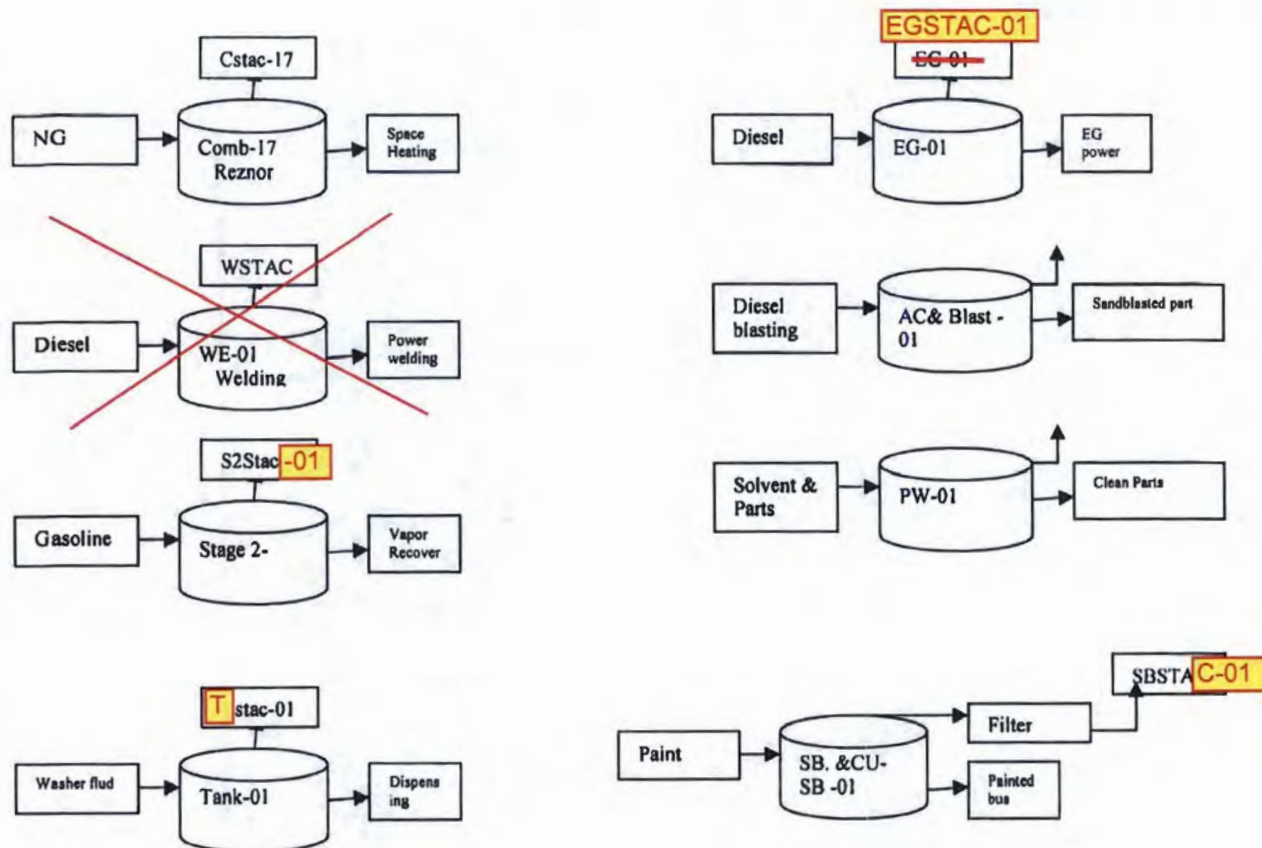 Cstac-17
NG
Comb-17
Reznor
Space
Heating
WSTAC
Diesel
WE-01
Welding
Power
welding
S2Stac-01
Gasoline
Stage 2-
Vapor
Recover
Tstac-01
Washer flud
Tank-01
Dispens
ing
EGSTAC-01
EG-01
Diesel
EG-01
EG
power
Diesel
blasting
AC& Blast -
01
Sandblasted part
Solvent &
Parts
PW-01
Clean Parts
SBSTAC-01
Filter
Paint
SB. &CU-
SB -01
Painted
bus